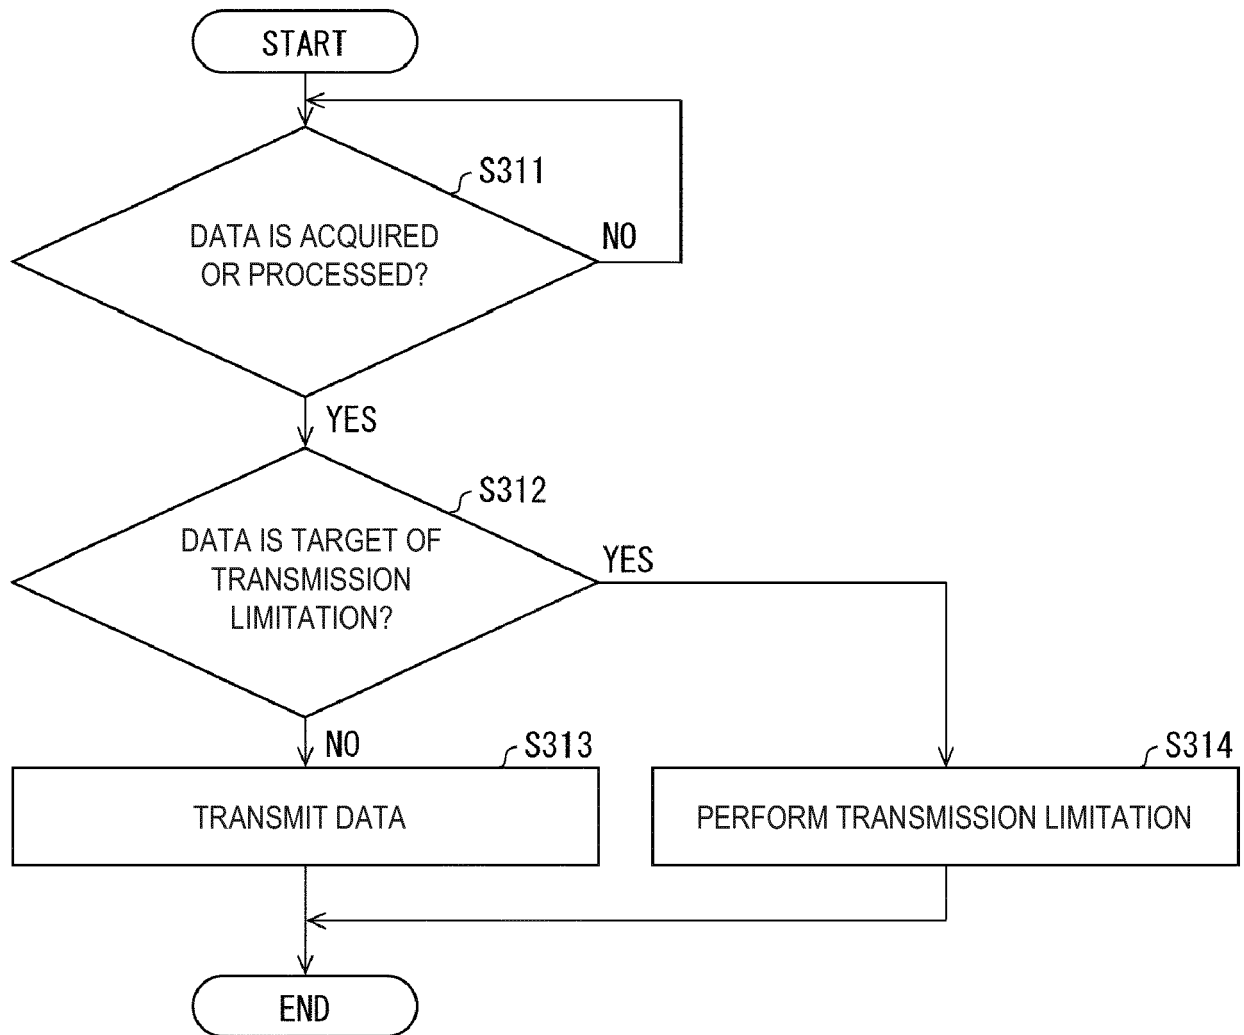 START
S311
DATA IS ACQUIRED
OR PROCESSED?
NO
YES
S312
DATA IS TARGET OF
TRANSMISSION
LIMITATION?
YES
NO
S313
TRANSMIT DATA
S314
PERFORM TRANSMISSION LIMITATION
END